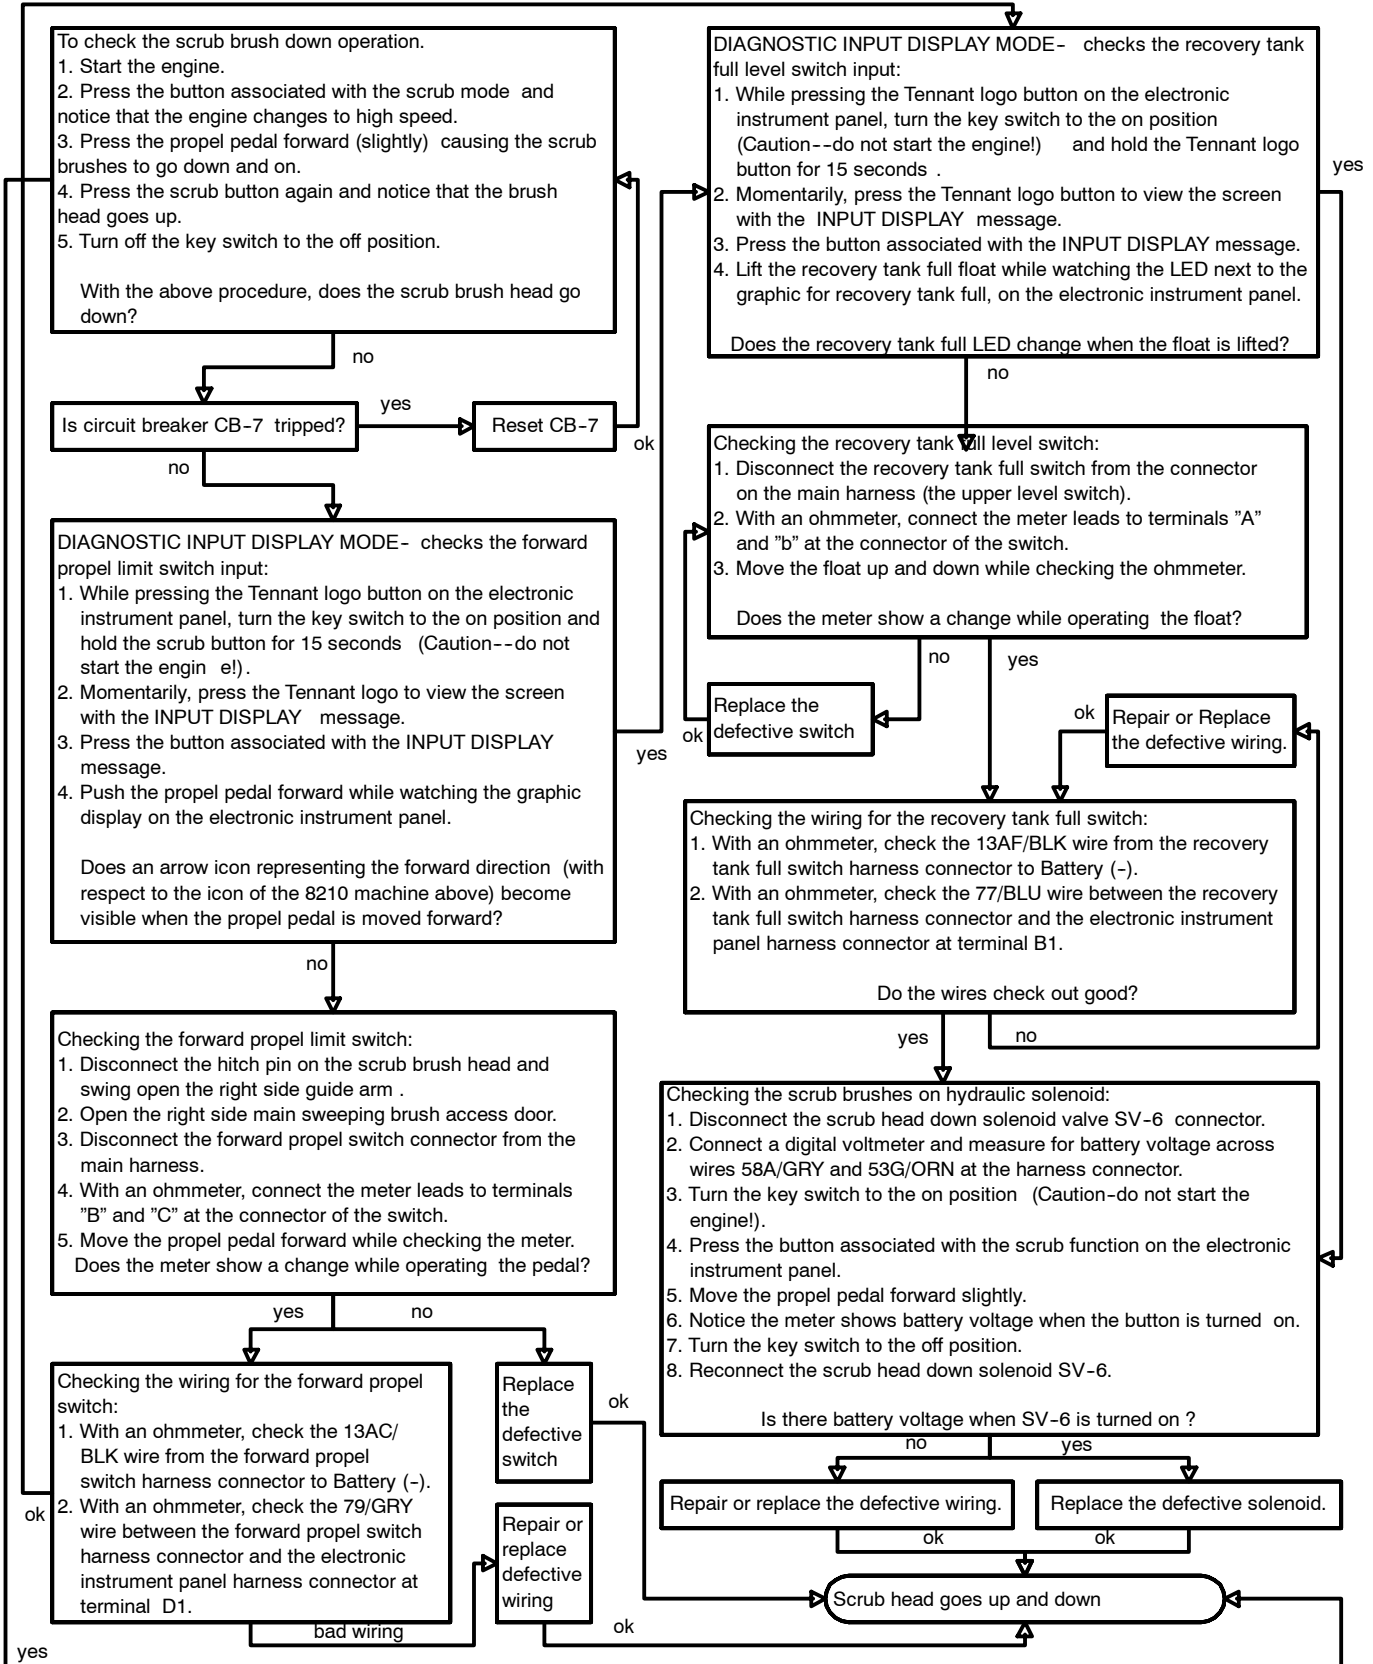 To check the scrub brush down operation.
1. Start the engine.
2. Press the button associated with the scrub mode and
notice that the engine changes to high speed.
3. Press the propel pedal forward (slightly) causing the scrub
brushes to go down and on.
4. Press the scrub button again and notice that the brush
head goes up.
5. Turn off the key switch to the off position.
With the above procedure, does the scrub brush head go
down?
no
Is circuit breaker CB-7 tripped?
yes
Reset CB-7
ok
no
DIAGNOSTIC INPUT DISPLAY MODE- checks the forward
propel limit switch input:
1. While pressing the Tennant logo button on the electronic
instrument panel, turn the key switch to the on position and
hold the scrub button for 15 seconds (Caution--do not
start the engin e!).
2. Momentarily, press the Tennant logo to view the screen
with the INPUT DISPLAY message.
3. Press the button associated with the INPUT DISPLAY
message.
4. Push the propel pedal forward while watching the graphic
display on the electronic instrument panel.
Does an arrow icon representing the forward direction (with
respect to the icon of the 8210 machine above) become
visible when the propel pedal is moved forward?
yes
no
Checking the forward propel limit switch:
1. Disconnect the hitch pin on the scrub brush head and
swing open the right side guide arm .
2. Open the right side main sweeping brush access door.
3. Disconnect the forward propel switch connector from the
main harness.
4. With an ohmmeter, connect the meter leads to terminals
”B” and ”C” at the connector of the switch.
5. Move the propel pedal forward while checking the meter.
Does the meter show a change while operating the pedal?
yes
no
Checking the wiring for the forward propel
switch:
1. With an ohmmeter, check the 13AC/
BLK wire from the forward propel
switch harness connector to Battery (-).
2. With an ohmmeter, check the 79/GRY
wire between the forward propel switch
harness connector and the electronic
instrument panel harness connector at
terminal D1.
ok
bad wiring
yes
Replace
the
defective
switch
ok
Repair or
replace
defective
wiring
ok
DIAGNOSTIC INPUT DISPLAY MODE- checks the recovery tank
full level switch input:
1. While pressing the Tennant logo button on the electronic
instrument panel, turn the key switch to the on position
(Caution--do not start the engine!) and hold the Tennant logo
button for 15 seconds .
2. Momentarily, press the Tennant logo button to view the screen
with the INPUT DISPLAY message.
3. Press the button associated with the INPUT DISPLAY message.
4. Lift the recovery tank full float while watching the LED next to the
graphic for recovery tank full, on the electronic instrument panel.
Does the recovery tank full LED change when the float is lifted?
yes
no
Checking the recovery tank full level switch:
1. Disconnect the recovery tank full switch from the connector
on the main harness (the upper level switch).
2. With an ohmmeter, connect the meter leads to terminals ”A”
and ”b” at the connector of the switch.
3. Move the float up and down while checking the ohmmeter.
Does the meter show a change while operating the float?
no
yes
Replace the
defective switch
ok
ok
Repair or Replace
the defective wiring.
Checking the wiring for the recovery tank full switch:
1. With an ohmmeter, check the 13AF/BLK wire from the recovery
tank full switch harness connector to Battery (-).
2. With an ohmmeter, check the 77/BLU wire between the recovery
tank full switch harness connector and the electronic instrument
panel harness connector at terminal B1.
Do the wires check out good?
yes
no
Checking the scrub brushes on hydraulic solenoid:
1. Disconnect the scrub head down solenoid valve SV-6 connector.
2. Connect a digital voltmeter and measure for battery voltage across
wires 58A/GRY and 53G/ORN at the harness connector.
3. Turn the key switch to the on position (Caution-do not start the
engine!).
4. Press the button associated with the scrub function on the electronic
instrument panel.
5. Move the propel pedal forward slightly.
6. Notice the meter shows battery voltage when the button is turned on.
7. Turn the key switch to the off position.
8. Reconnect the scrub head down solenoid SV-6.
Is there battery voltage when SV-6 is turned on ?
no
yes
Repair or replace the defective wiring.
Replace the defective solenoid.
ok
ok
Scrub head goes up and down